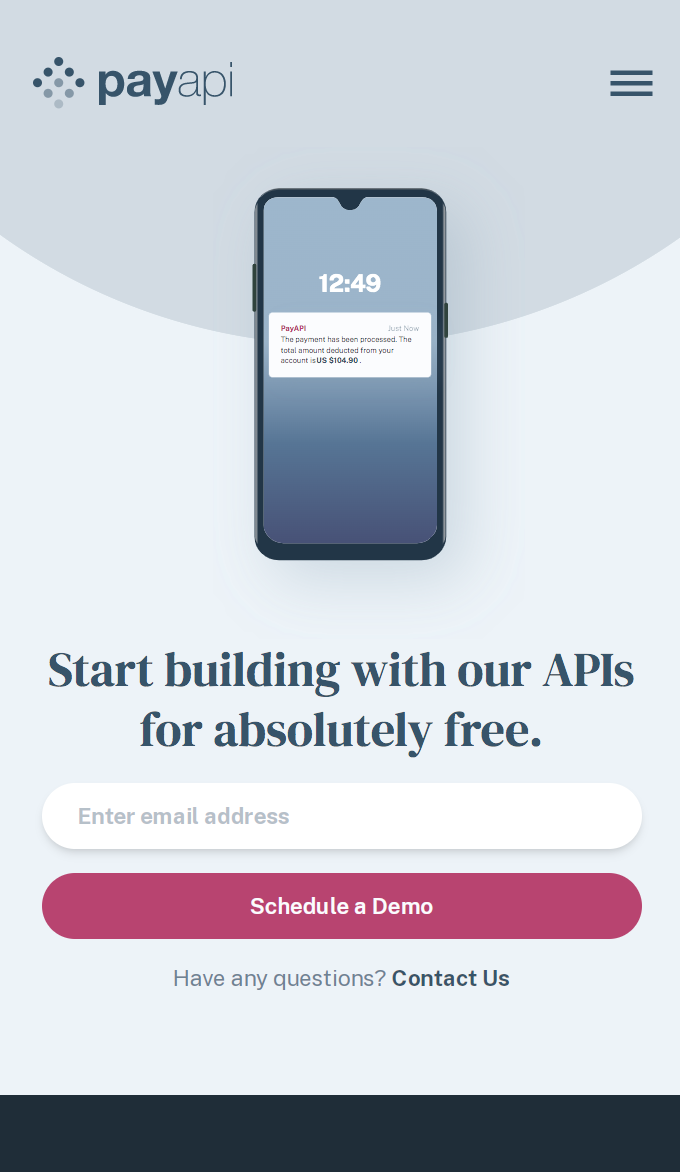 payapi
12:49
PayAPI Just Now
The payment has been processed. The
total amount deducted from your
account is US $104.90 .
Start building with our APIs
for absolutely free.
Enter email address
Schedule a Demo
Have any questions? Contact Us